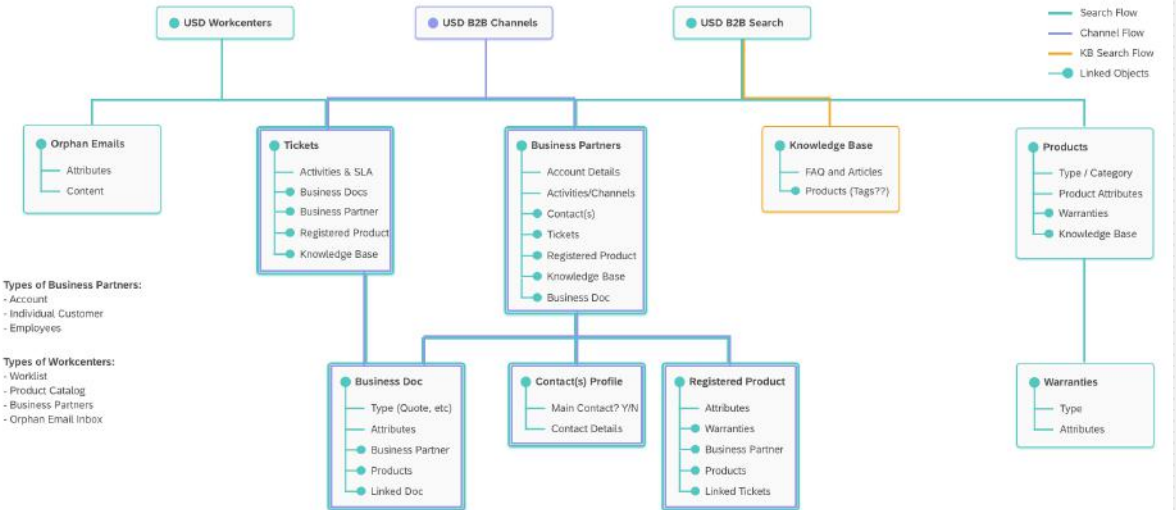 USD Workcenters
USD B2B Channels
USD B2B Search
Search Flow
Channel Flow
KB Search Flow
Linked Objects
Orphan Emails
Attributes
Content
Tickets
Activities & SLA
Business Docs
Business Partner
Registered Product
Knowledge Base
Business Partners
Account Details
Activities/Channels
Contact(s)
Tickets
Registered Product
Knowledge Base
Business Doc
Knowledge Base
FAQ and Articles
Products (Tags??)
Products
Type / Category
Product Attributes
Warranties
Knowledge Base
Types of Business Partners:
- Account
- Individual Customer
- Employees
Types of Workcenters:
- Worklist
- Product Catalog
- Business Partners
- Orphan Email Inbox
Business Doc
Type (Quote, etc)
Attributes
Business Partner
Products
Linked Doc
Contact(s) Profile
Main Contact? Y/N
Contact Details
Registered Product
Attributes
Warranties
Business Partner
Products
Linked Tickets
Warranties
Type
Attributes